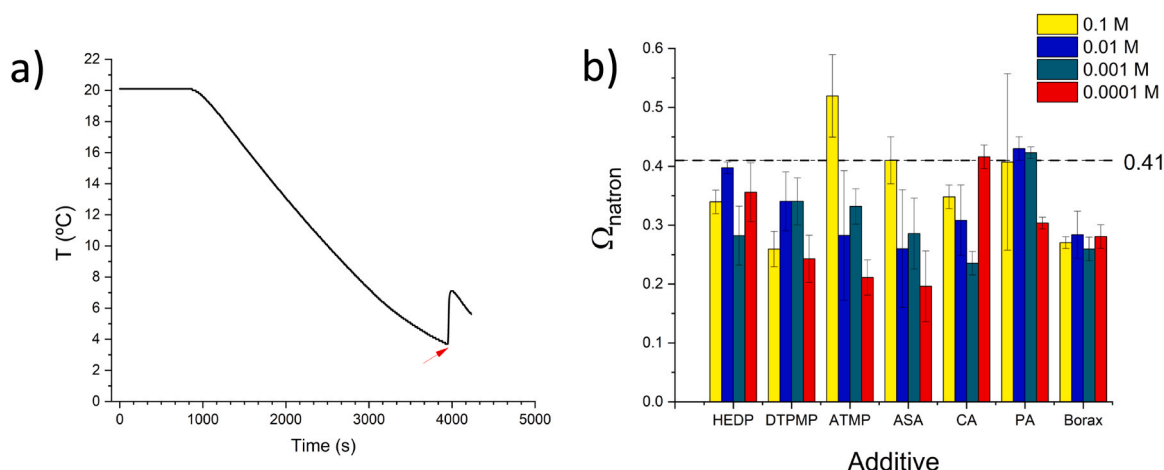 a)
T (ºC)
22
20
18
16
14
12
10
8
6
4
2
0
0 1000 2000 3000 4000 5000
Time (s)
b)
0.1 M
0.01 M
0.001 M
0.0001 M
Ωnatron
0.6
0.5
0.4
0.3
0.2
0.1
0.0
0.41
HEDP DTPMP ATMP ASA CA PA Borax
Additive